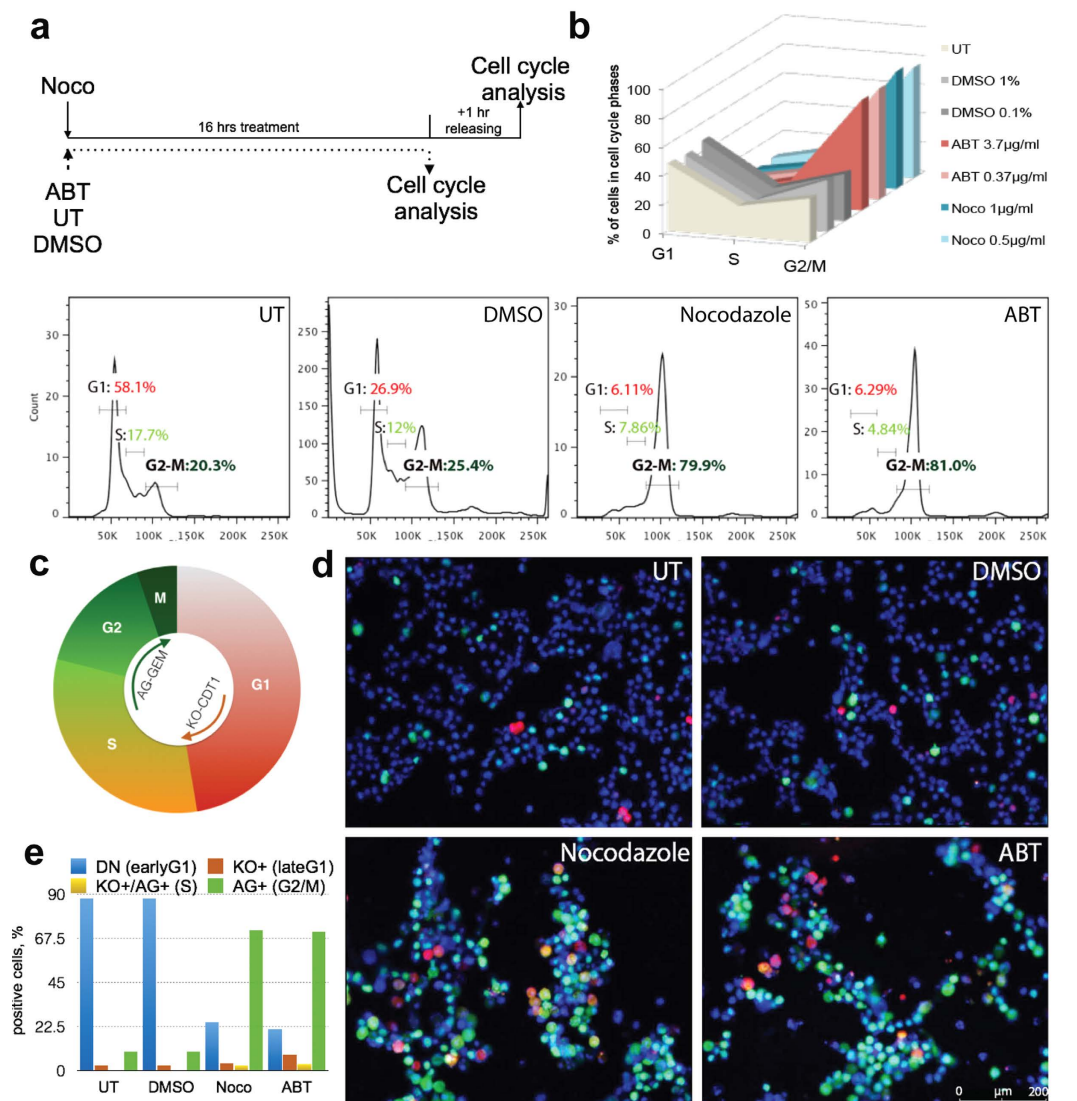 a
Noco
16 hrs treatment
+1 hr
releasing
Cell cycle
analysis
ABT
UT
DMSO
Cell cycle
analysis
b
% of cells in cell cycle phases
100
80
60
40
20
0
G1
S
G2/M
UT
DMSO 1%
DMSO 0.1%
ABT 3.7µg/ml
ABT 0.37µg/ml
Noco 1µg/ml
Noco 0.5µg/ml
UT
Count
30
20
10
0
G1: 58.1%
S:17.7%
G2-M:20.3%
50K 100K 150K 200K 250K
DMSO
250
200
150
100
50
0
G1: 26.9%
S:12%
G2-M:25.4%
50K 100K 150K 200K 250K
Nocodazole
30
20
10
0
G1: 6.11%
S: 7.86%
G2-M: 79.9%
50K 100K 150K 200K 250K
ABT
50
40
30
20
10
0
G1: 6.29%
S: 4.84%
G2-M:81.0%
50K 100K 150K 200K 250K
c
M
G2
G1
S
AG-GEM
KO-CDT1
d
UT
DMSO
Nocodazole
ABT
0 µm 200
e
DN (earlyG1)
KO+ (lateG1)
KO+/AG+ (S)
AG+ (G2/M)
positive cells, %
90
67.5
45
22.5
0
UT DMSO Noco ABT